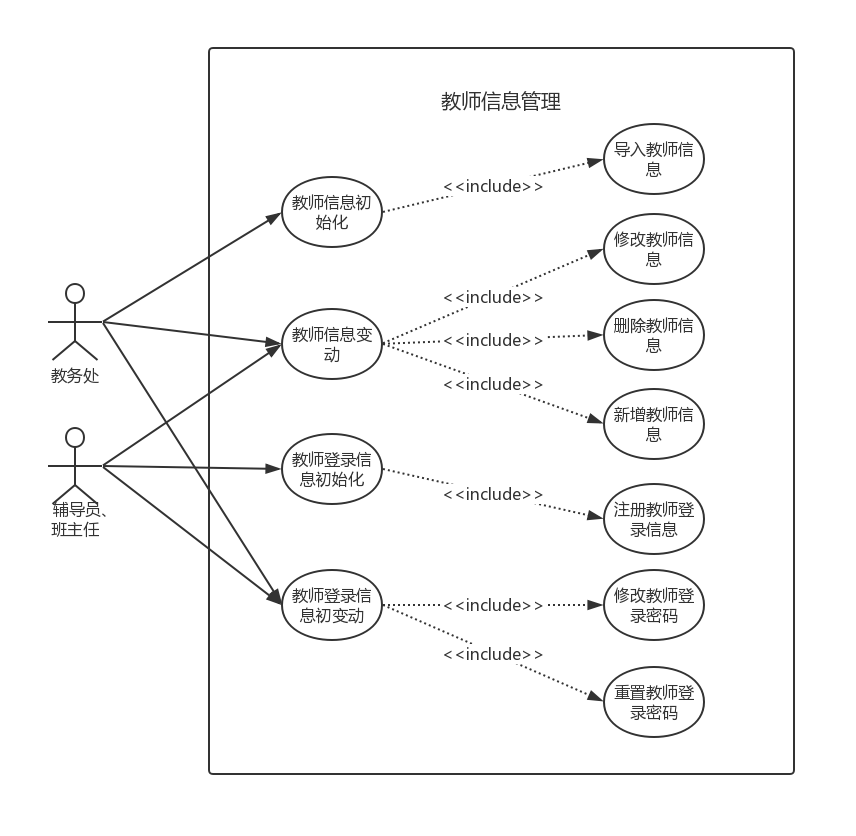 教师信息管理
导入教师信
息
<<include>>
教师信息初
始化
修改教师信
息
<<include>>
教师信息变
动
<<include>>
删除教师信
息
<<include>>
新增教师信
息
教务处
教师登录信
息初始化
<<include>>
注册教师登
录信息
辅导员、
班主任
教师登录信
息初变动
<<include>>
修改教师登
录密码
<<include>>
重置教师登
录密码